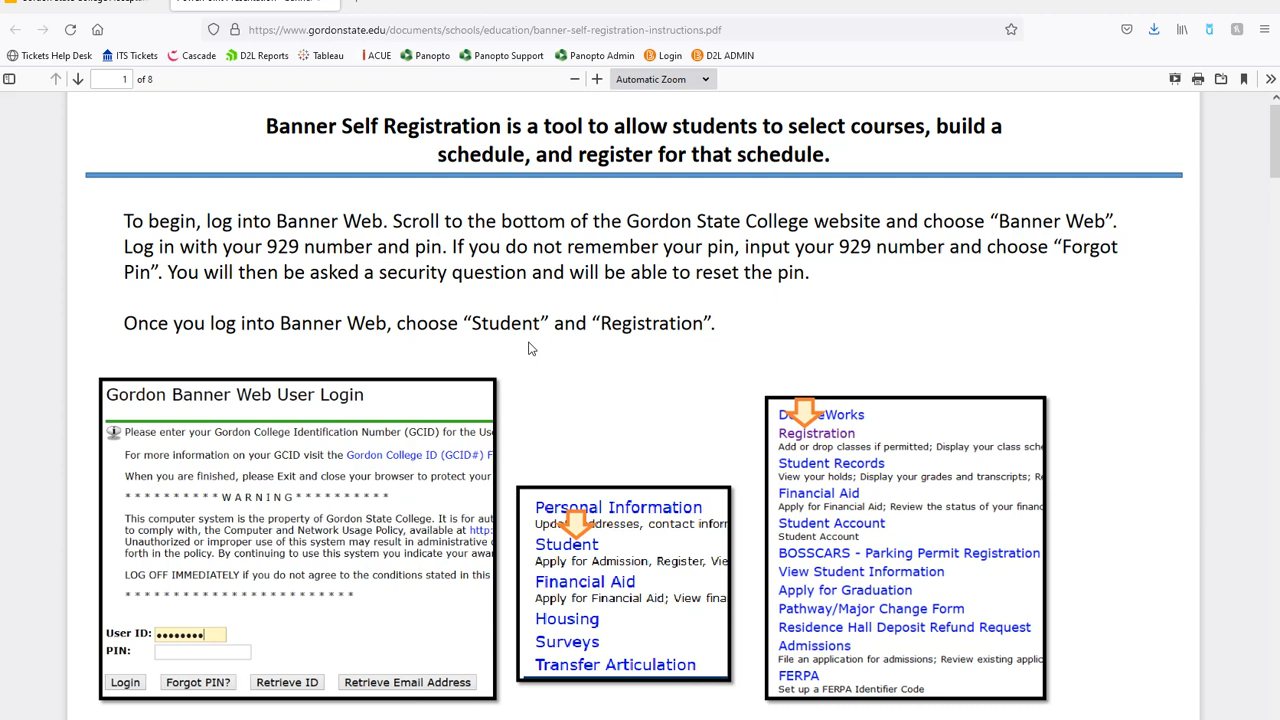 https://www.gordonstate.edu/documents/schools/education/banner-self-registration-instructions.pdf
Tickets Help Desk ITS Tickets Cascade D2L Reports Tableau ACUE Panopto Panopto Support Panopto Admin Login D2L ADMIN
1 of 8 Automatic Zoom
Banner Self Registration is a tool to allow students to select courses, build a
schedule, and register for that schedule.
To begin, log into Banner Web. Scroll to the bottom of the Gordon State College website and choose “Banner Web”.
Log in with your 929 number and pin. If you do not remember your pin, input your 929 number and choose “Forgot
Pin”. You will then be asked a security question and will be able to reset the pin.
Once you log into Banner Web, choose “Student” and “Registration”.
Gordon Banner Web User Login
Please enter your Gordon College Identification Number (GCID) for the Use
For more information on your GCID visit the Gordon College ID (GCID#) F
When you are finished, please Exit and close your browser to protect your
* * * * * * * * * * W A R N I N G * * * * * * * * * *
This computer system is the property of Gordon State College. It is for aut
to comply with, the Computer and Network Usage Policy, available at http:
Unauthorized or improper use of this system may result in administrative d
forth in the policy. By continuing to use this system you indicate your awa
LOG OFF IMMEDIATELY if you do not agree to the conditions stated in this
* * * * * * * * * * * * * * * * * * * * * * * *
User ID:
PIN:
Login Forgot PIN? Retrieve ID Retrieve Email Address
Personal Information
addresses, contact inform
Student
Apply for Admission, Register, Vie
Financial Aid
Apply for Financial Aid; View fina
Housing
Surveys
Transfer Articulation
Registration
Add or drop classes if permitted; Display your class sche
Student Records
View your holds; Display your grades and transcripts; Re
Financial Aid
Apply for Financial Aid; Review the status of your financ
Student Account
Student Account
BOSSCARS - Parking Permit Registration
View Student Information
Apply for Graduation
Pathway/Major Change Form
Residence Hall Deposit Refund Request
Admissions
File an application for admissions; Review existing applic
FERPA
Set up a FERPA Identifier Code